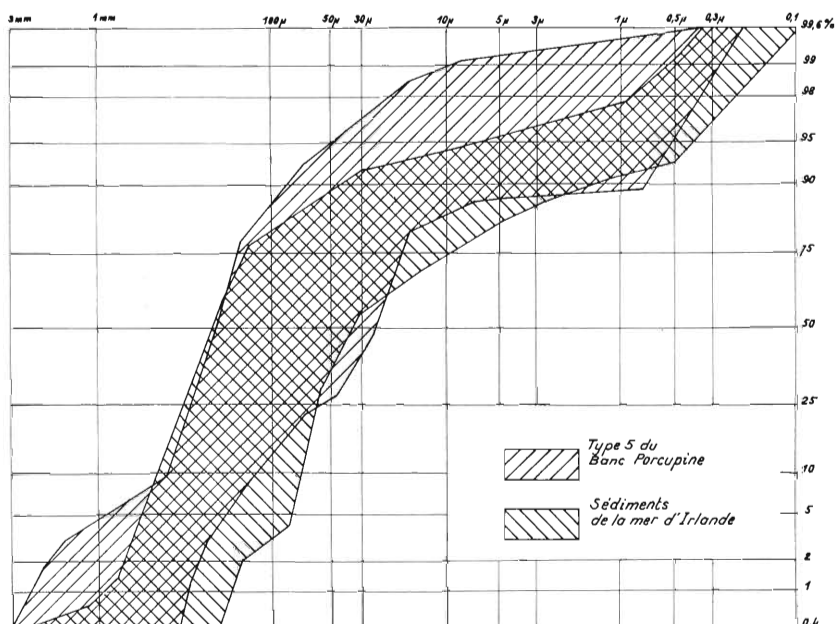 3mm 1mm 100µ 50µ 30µ 10µ 5µ 3µ 1µ 0,5µ 0,3µ 0,1
99,6%
99
98
95
90
75
50
25
10
5
2
1
0,4
Type 5 du
Banc Porcupine
Sédiments
de la mer d'Irlande